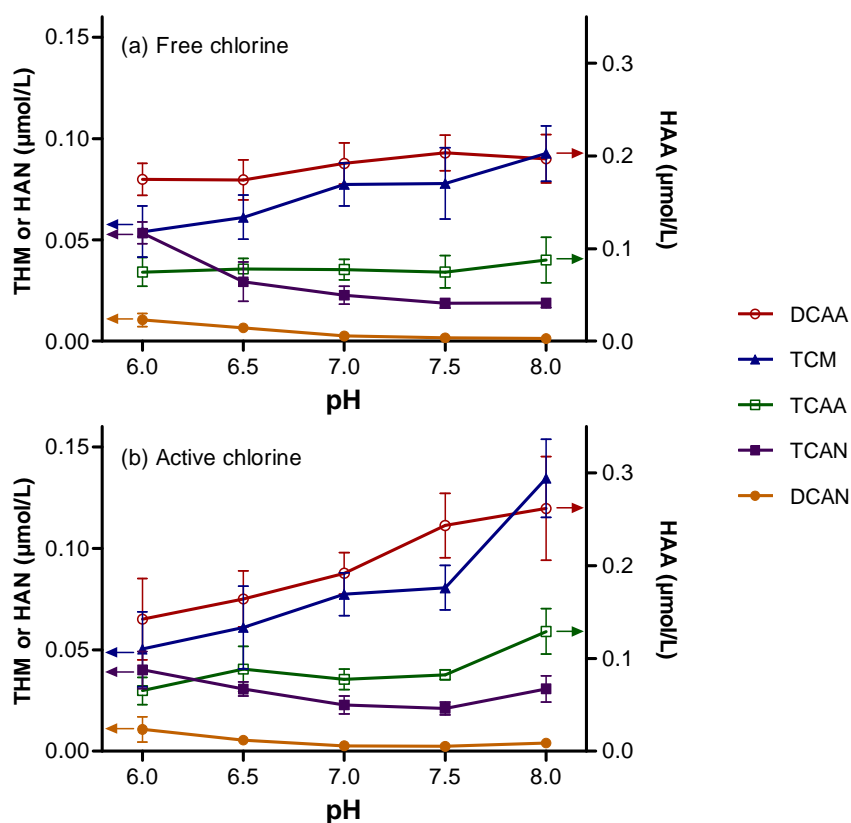 (a) Free chlorine
THM or HAN (µmol/L)
0.15
0.10
0.05
0.00
HAA (µmol/L)
0.3
0.2
0.1
0.0
6.0 6.5 7.0 7.5 8.0
pH
(b) Active chlorine
THM or HAN (µmol/L)
0.15
0.10
0.05
0.00
HAA (µmol/L)
0.3
0.2
0.1
0.0
6.0 6.5 7.0 7.5 8.0
pH
DCAA
TCM
TCAA
TCAN
DCAN